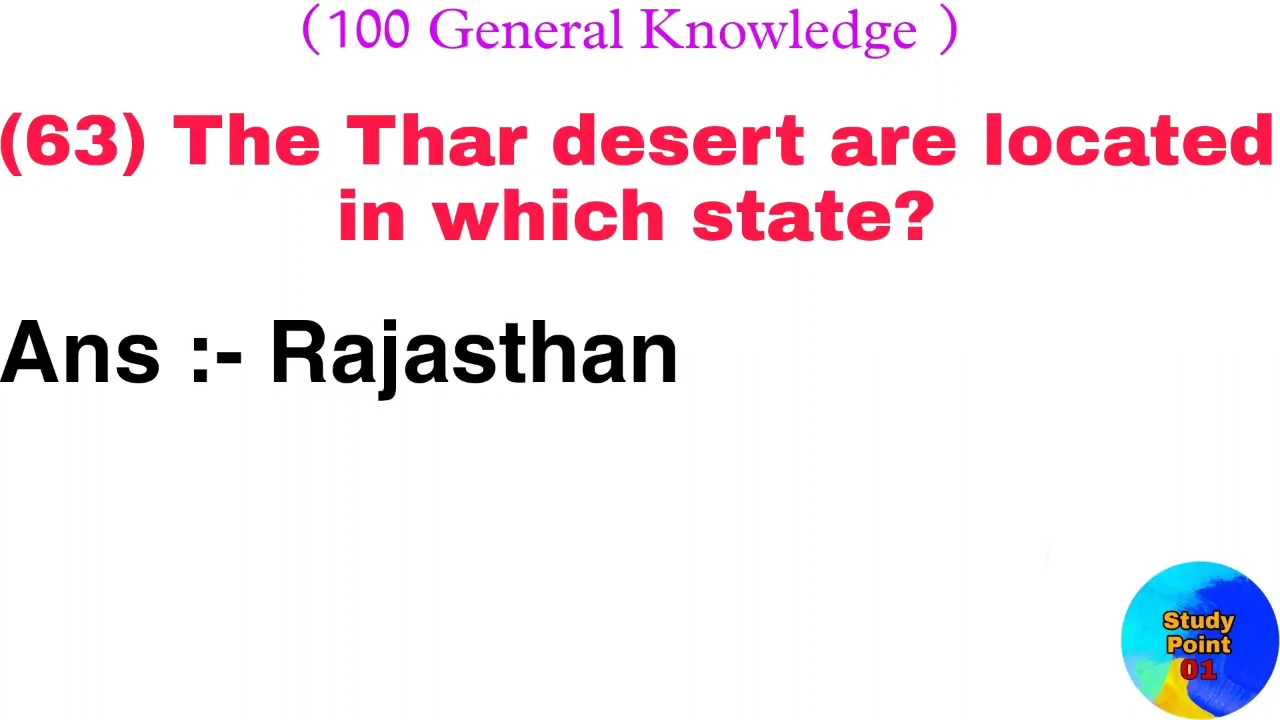 (100 General Knowledge )
(63) The Thar desert are located
in which state?
Ans :- Rajasthan
Study
Point
01